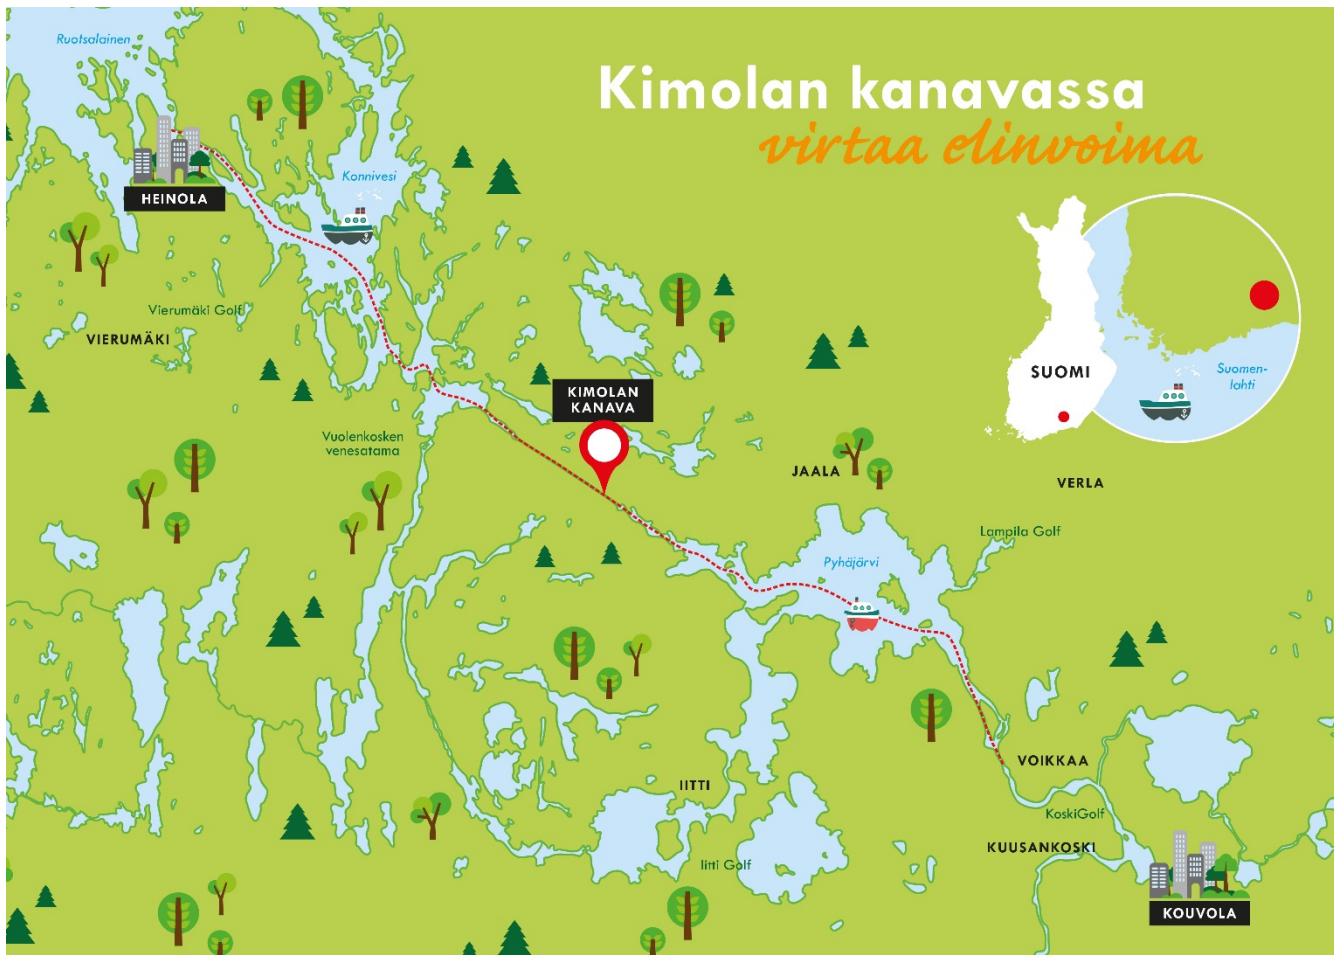 Ruotsalainen
Kimolan kanavassa
virtaa elinvoima
Konnivesi
HEINOLA
Vierumäki Golf
VIERUMÄKI
SUOMI
Suomen-
lahti
KIMOLAN
KANAVA
Vuolenkosken
venesatama
JAALA
VERLA
Lampila Golf
Pyhäjärvi
VOIKKAA
IITTI
KoskiGolf
KUUSANKOSKI
Iitti Golf
KOUVOLA